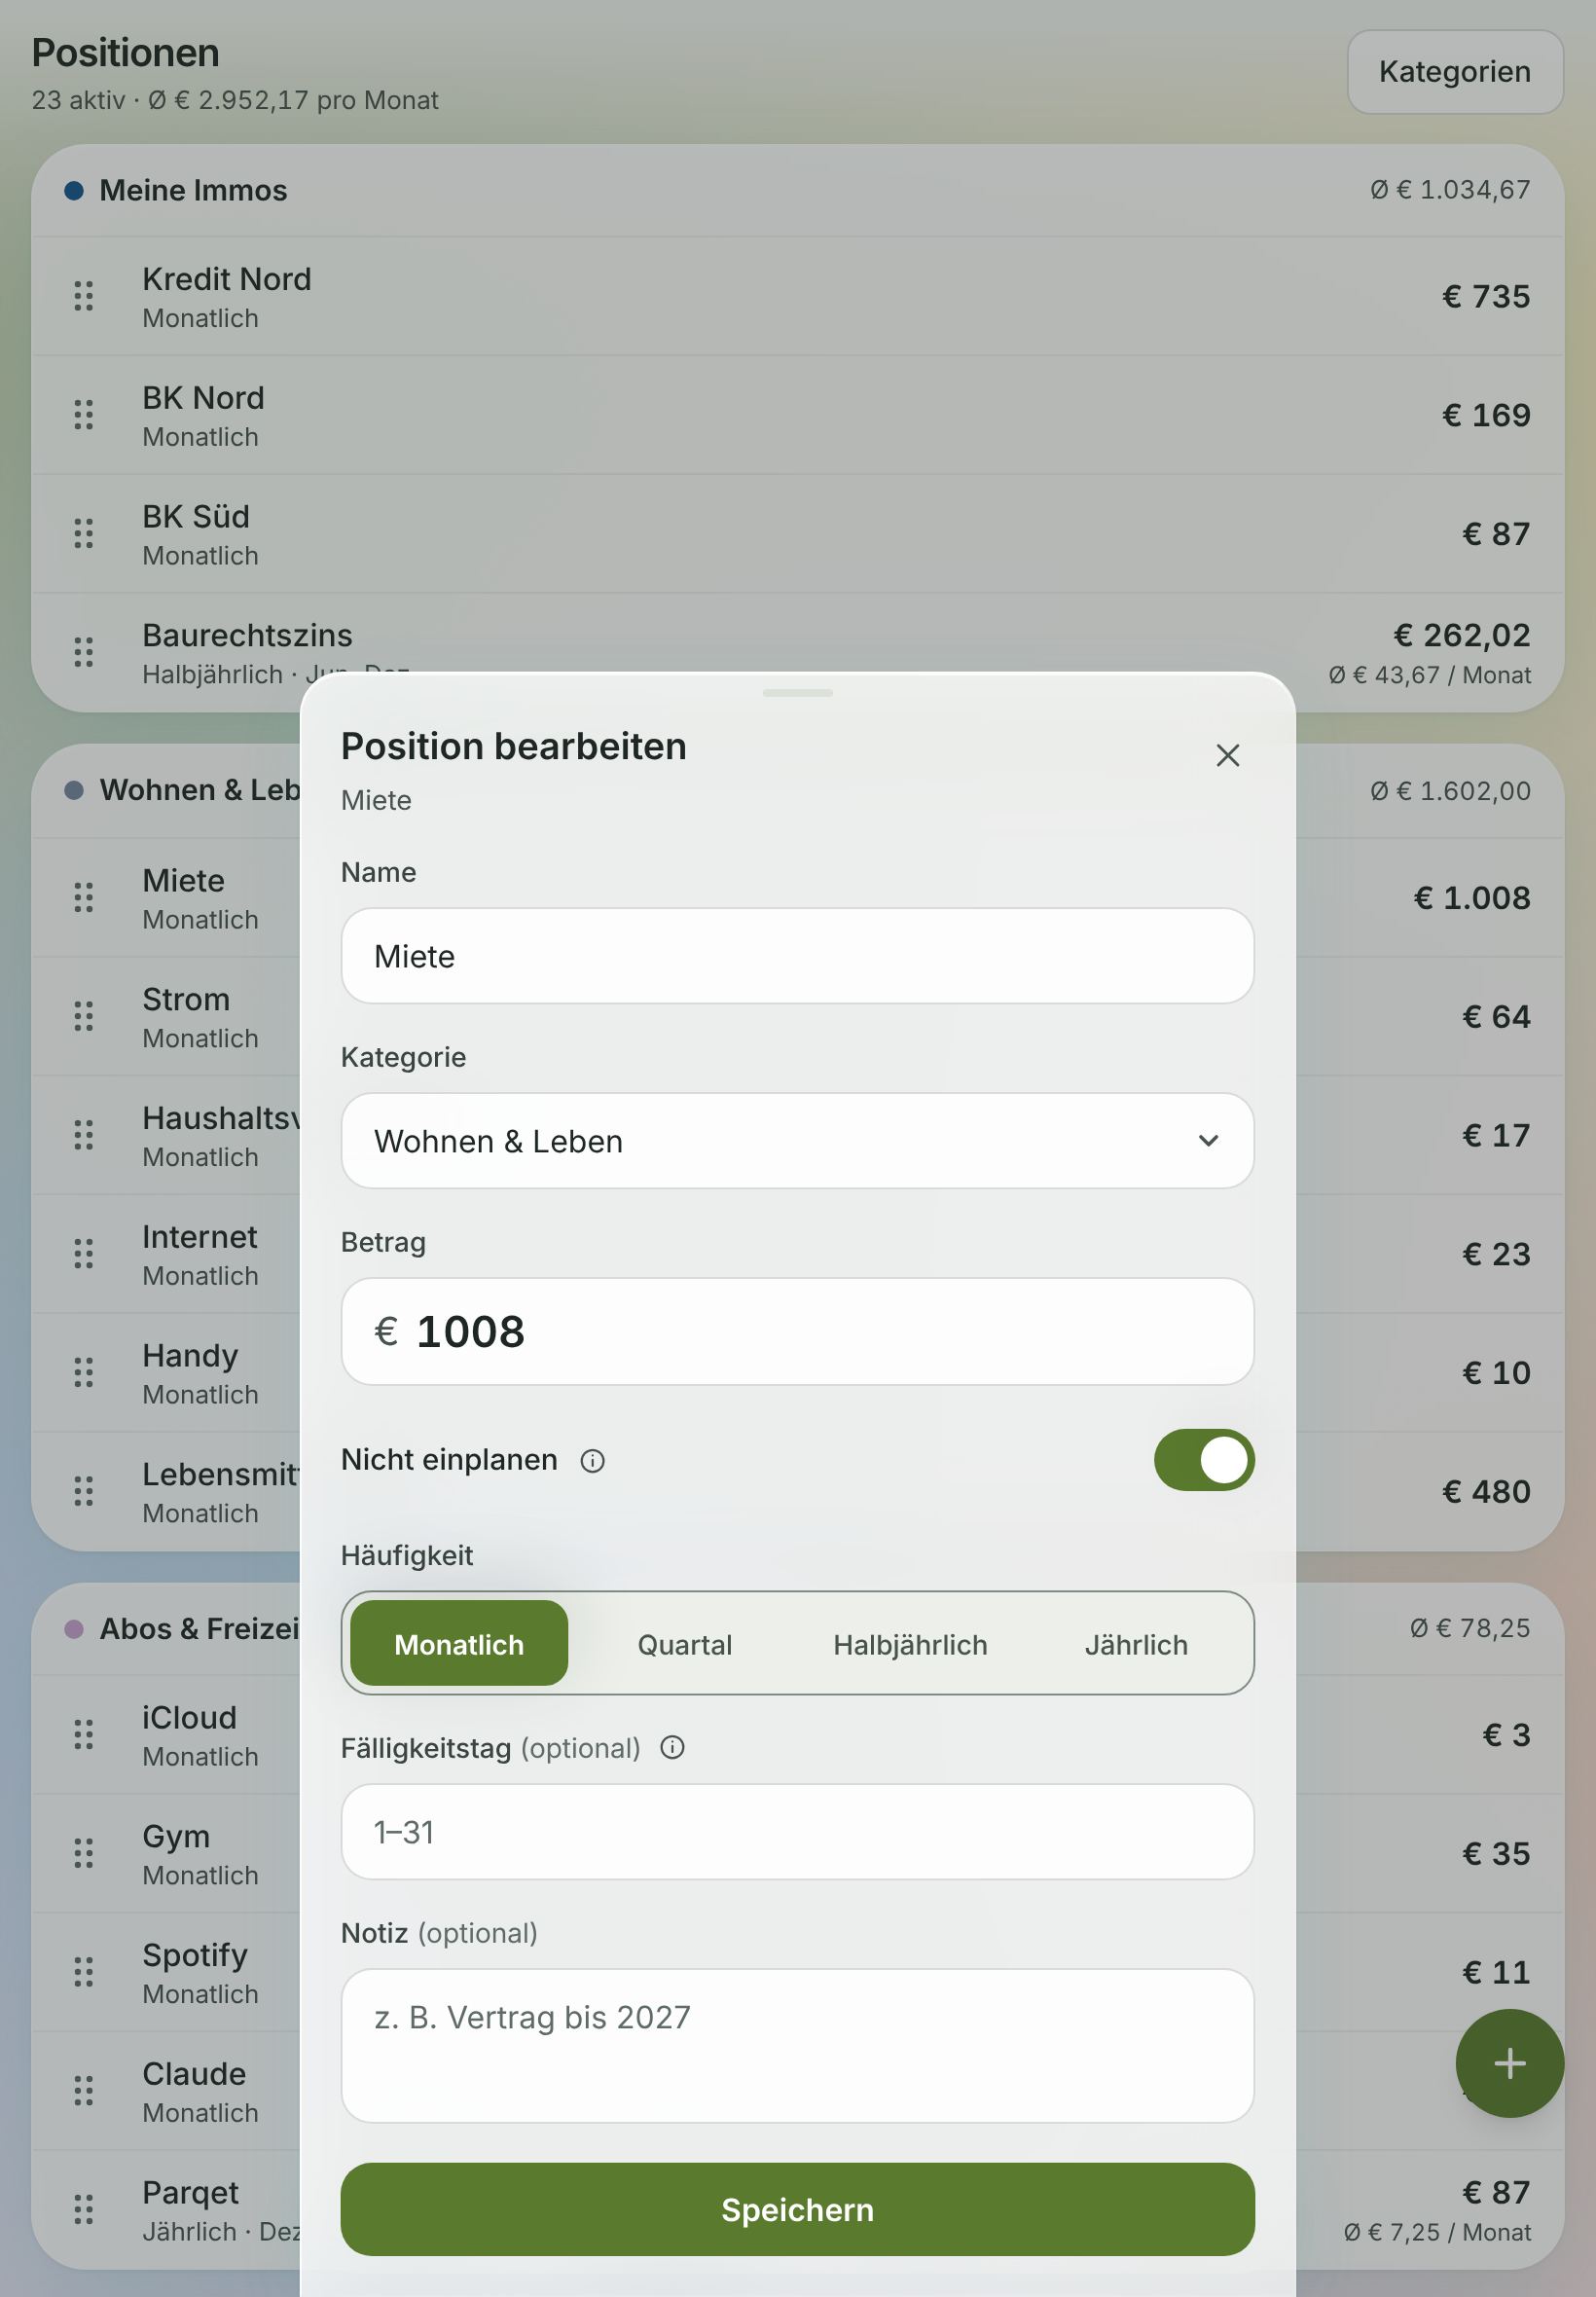 Positionen
23 aktiv · Ø € 2.952,17 pro Monat
Kategorien
Meine Immos
Ø € 1.034,67
Kredit Nord
Monatlich
€ 735
BK Nord
Monatlich
€ 169
BK Süd
Monatlich
€ 87
Baurechtszins
Halbjährlich ·
€ 262,02
Ø € 43,67 / Monat
Wohnen &
Ø € 1.602,00
Miete
Monatlich
€ 1.008
Strom
Monatlich
€ 64
Monatlich
€ 17
Internet
Monatlich
€ 23
Handy
Monatlich
€ 10
Monatlich
€ 480
Abos &
Ø € 78,25
iCloud
Monatlich
€ 3
Gym
Monatlich
€ 35
Spotify
Monatlich
€ 11
Claude
Monatlich
Parqet
Jährlich · Dez
€ 87
Ø € 7,25 / Monat
Position bearbeiten
Miete
Name
Miete
Kategorie
Wohnen & Leben
Betrag
€ 1008
Nicht einplanen
Häufigkeit
Monatlich Quartal Halbjährlich Jährlich
Fälligkeitstag (optional)
1–31
Notiz (optional)
z. B. Vertrag bis 2027
Speichern